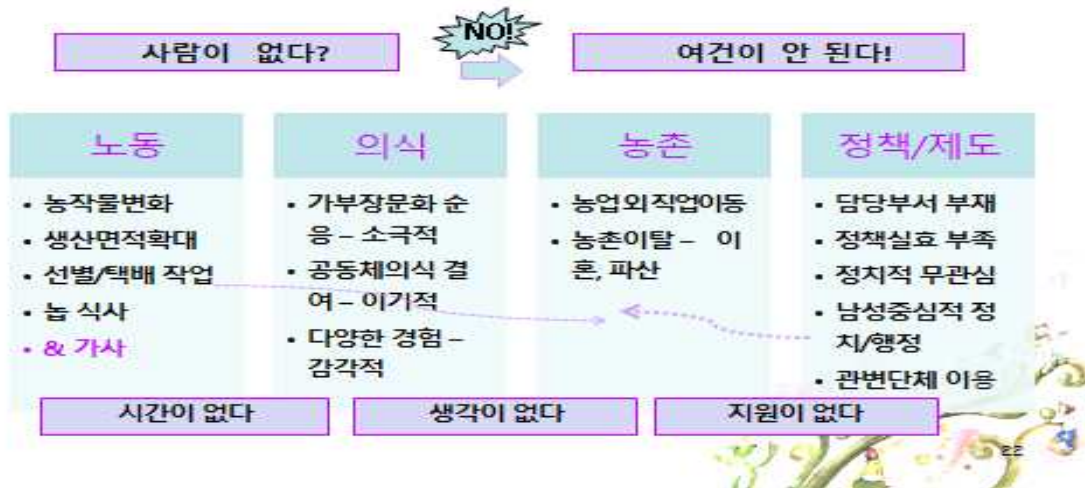 사람이 없다?
NO!
여건이 안 된다!
노동
• 농작물변화
• 생산면적확대
• 선별/택배 작업
• 놉 식사
• & 가사
의식
• 가부장문화 순
응 – 소극적
• 공동체의식 결
여 – 이기적
• 다양한 경험 –
감각적
농촌
• 농업외직업이동
• 농촌이탈 – 이
혼, 파산
정책/제도
• 담당부서 부재
• 정책실효 부족
• 정치적 무관심
• 남성중심적 정
치/행정
• 관변단체 이용
시간이 없다
생각이 없다
지원이 없다
22